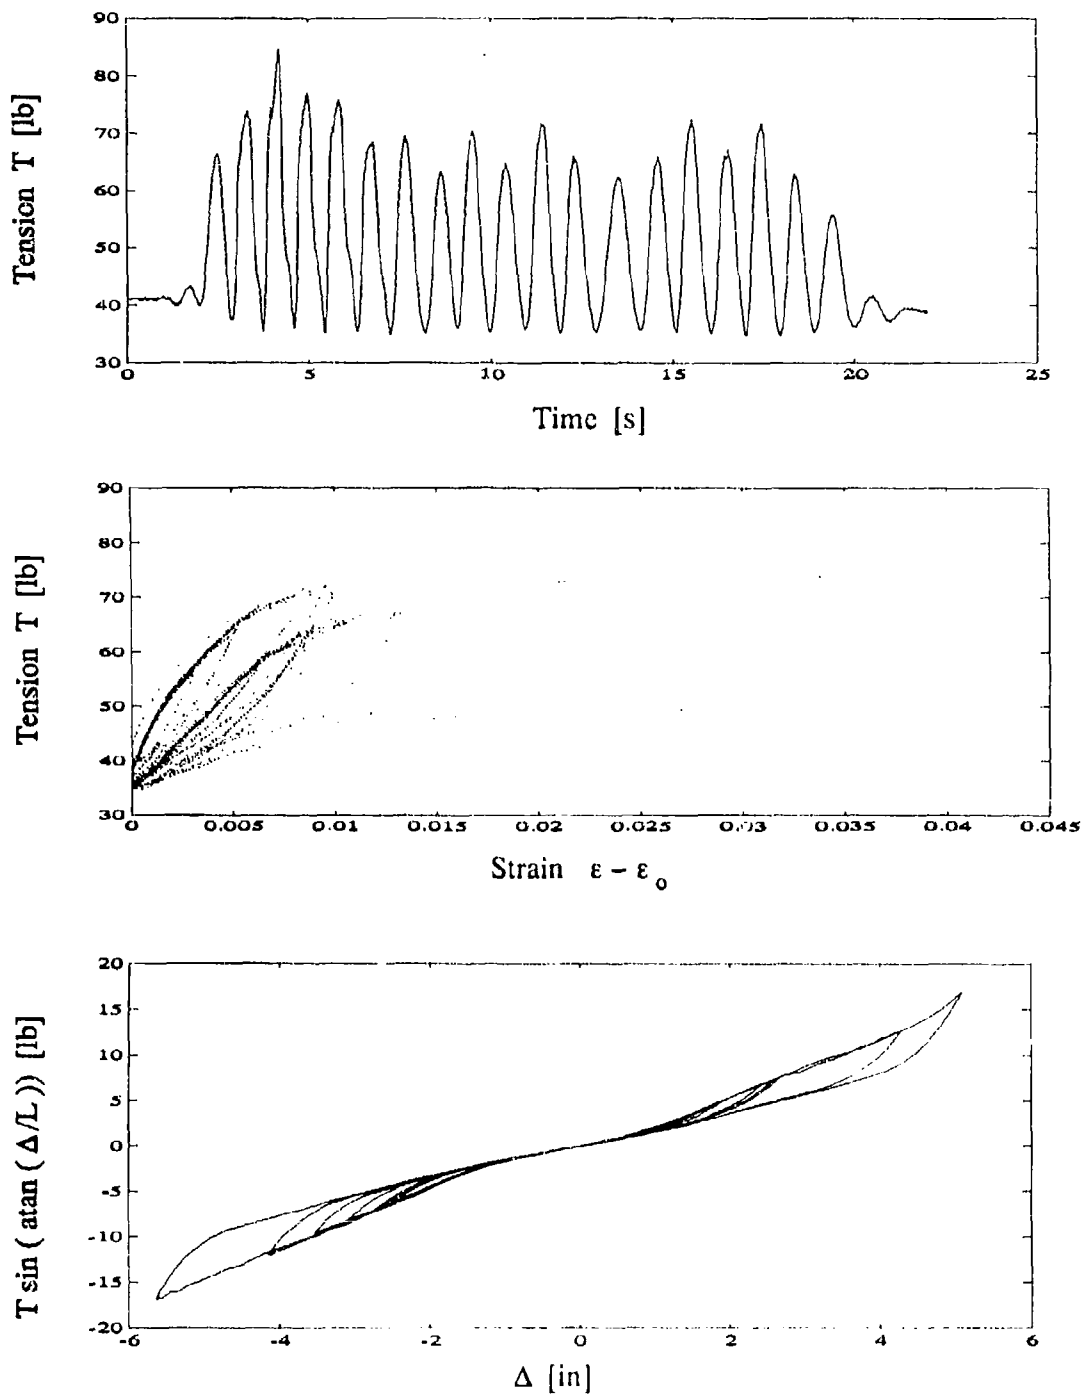 90
80
70
60
50
40
30
Tension T [lb]
0 5 10 15 20 25
Time [s]
90
80
70
60
50
40
30
Tension T [lb]
0 0.005 0.01 0.015 0.02 0.025 0.03 0.035 0.04 0.045
Strain ε – ε₀
20
15
10
5
0
-5
-10
-15
-20
T sin ( atan ( Δ/L )) [lb]
-6 -4 -2 0 2 4 6
Δ [in]